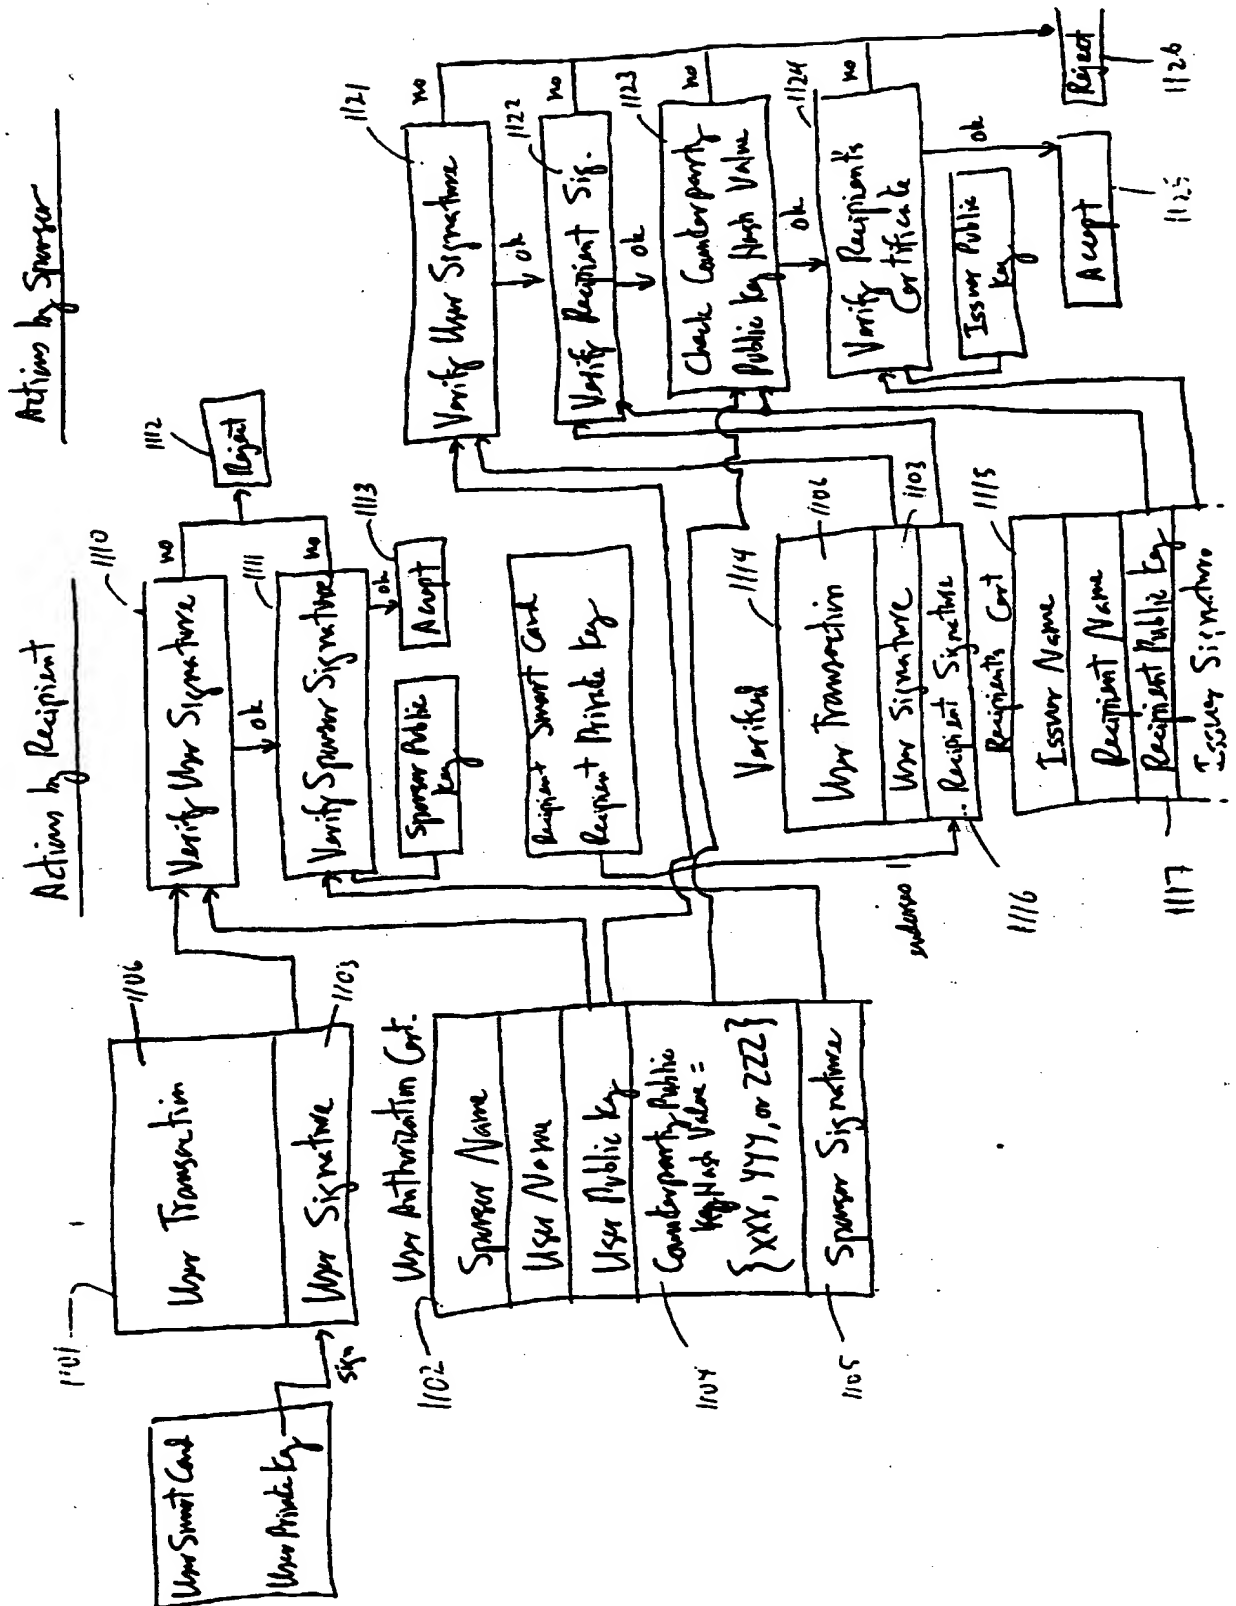 Actions by Recipient
Actions by Sponsor
User Smart Card
User Private Key
sign
1101
User Transaction
1106
User Signature
1103
User Authorization Cert.
1102
Sponsor Name
User Name
User Public Key
Counterparty Public
Key Hash Value =
{XXX, YYY, or ZZZ}
1104
Sponsor Signature
1105
1110
Verify User Signature
no
ok
1111
Verify Sponsor Signature
no
ok
1112
Reject
1113
Accept
Sponsor Public
Key
Recipient Smart Card
Recipient Private Key
Verified
1114
User Transaction
1106
User Signature
1103
Recipient Signature
1116
Recipients Cert
1115
Issuer Name
Recipient Name
Recipient Public Key
1117
Issuer Signature
1121
Verify User Signature
no
ok
1122
Verify Recipient Sig.
no
ok
1123
Check Counterparty
Public Key Hash Value
no
ok
1124
Verify Recipients
Certificate
no
ok
Issuer Public
Key
Accept
1125
Reject
1126